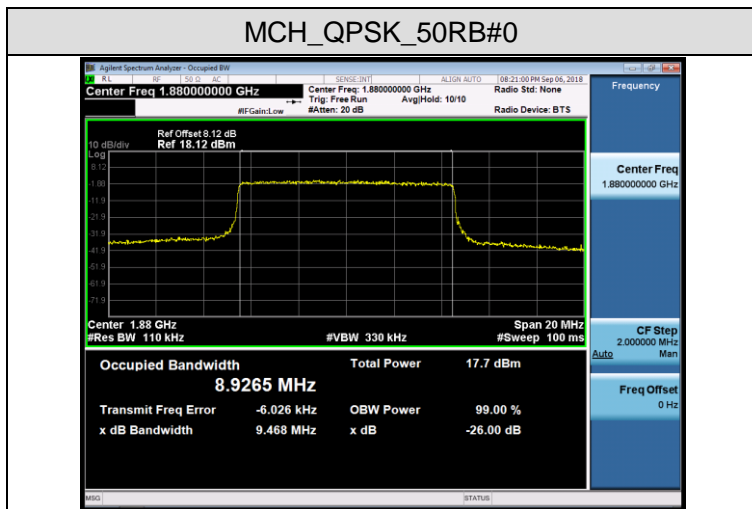 MCH_QPSK_50RB#0
Agilent Spectrum Analyzer - Occupied BW
RL RF 50 Ω AC SENSE:INT ALIGN AUTO 08:21:00 PM Sep 06, 2018
Center Freq 1.880000000 GHz
Center Freq: 1.880000000 GHz Radio Std: None
Trig: Free Run Avg|Hold: 10/10
#IFGain:Low #Atten: 20 dB Radio Device: BTS
Ref Offset 8.12 dB
10 dB/div Ref 18.12 dBm
Log
8.12
-1.88
-11.9
-21.9
-31.9
-41.9
-51.9
-61.9
-71.9
Center 1.88 GHz Span 20 MHz
#Res BW 110 kHz #VBW 330 kHz #Sweep 100 ms
Occupied Bandwidth Total Power 17.7 dBm
8.9265 MHz
Transmit Freq Error -6.026 kHz OBW Power 99.00 %
x dB Bandwidth 9.468 MHz x dB -26.00 dB
MSG STATUS
Frequency
Center Freq
1.880000000 GHz
CF Step
2.000000 MHz
Auto Man
Freq Offset
0 Hz